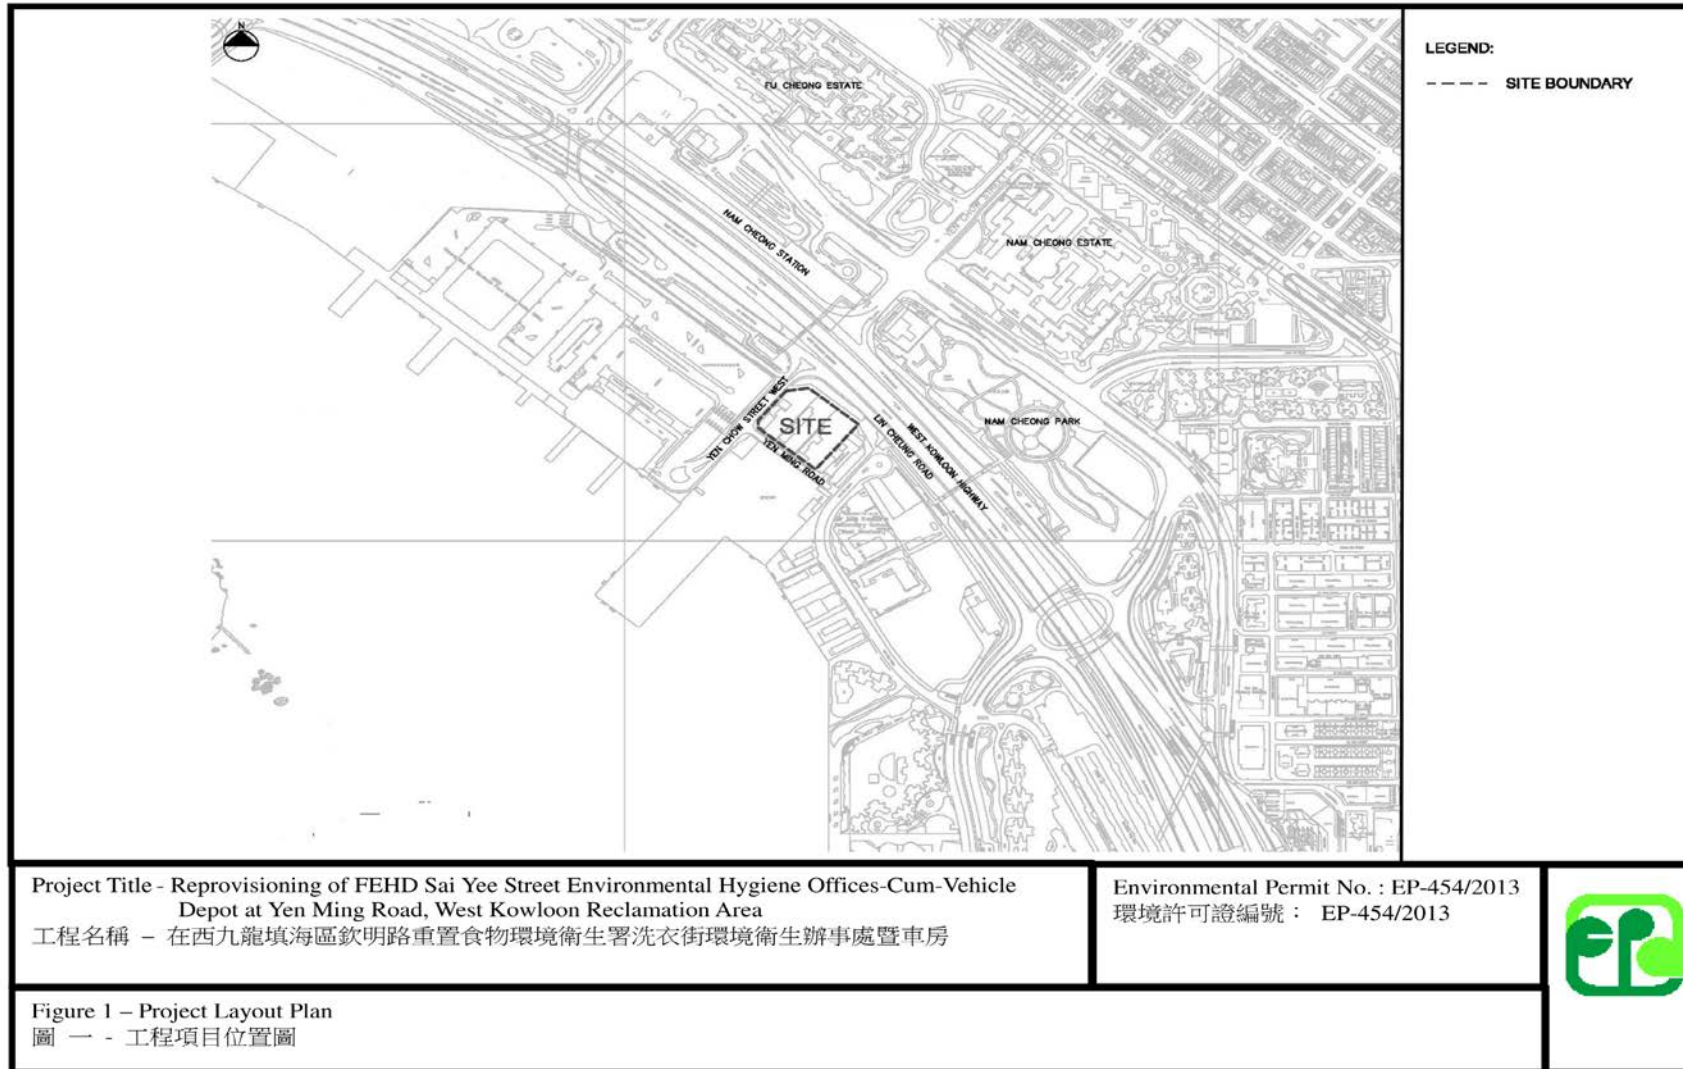 N
LEGEND:
SITE BOUNDARY
FU CHEONG ESTATE
NAM CHEONG STATION
NAM CHEONG ESTATE
YEN CHOW STREET WEST
SITE
YEN MING ROAD
LIN CHEUNG ROAD
WEST KOWLOON HIGHWAY
NAM CHEONG PARK
Project Title - Reprovisioning of FEHD Sai Yee Street Environmental Hygiene Offices-Cum-Vehicle
Depot at Yen Ming Road, West Kowloon Reclamation Area
工程名稱 – 在西九龍填海區欽明路重置食物環境衛生署洗衣街環境衛生辦事處暨車房
Environmental Permit No. : EP-454/2013
環境許可證編號： EP-454/2013
Figure 1 – Project Layout Plan
圖 一 - 工程項目位置圖